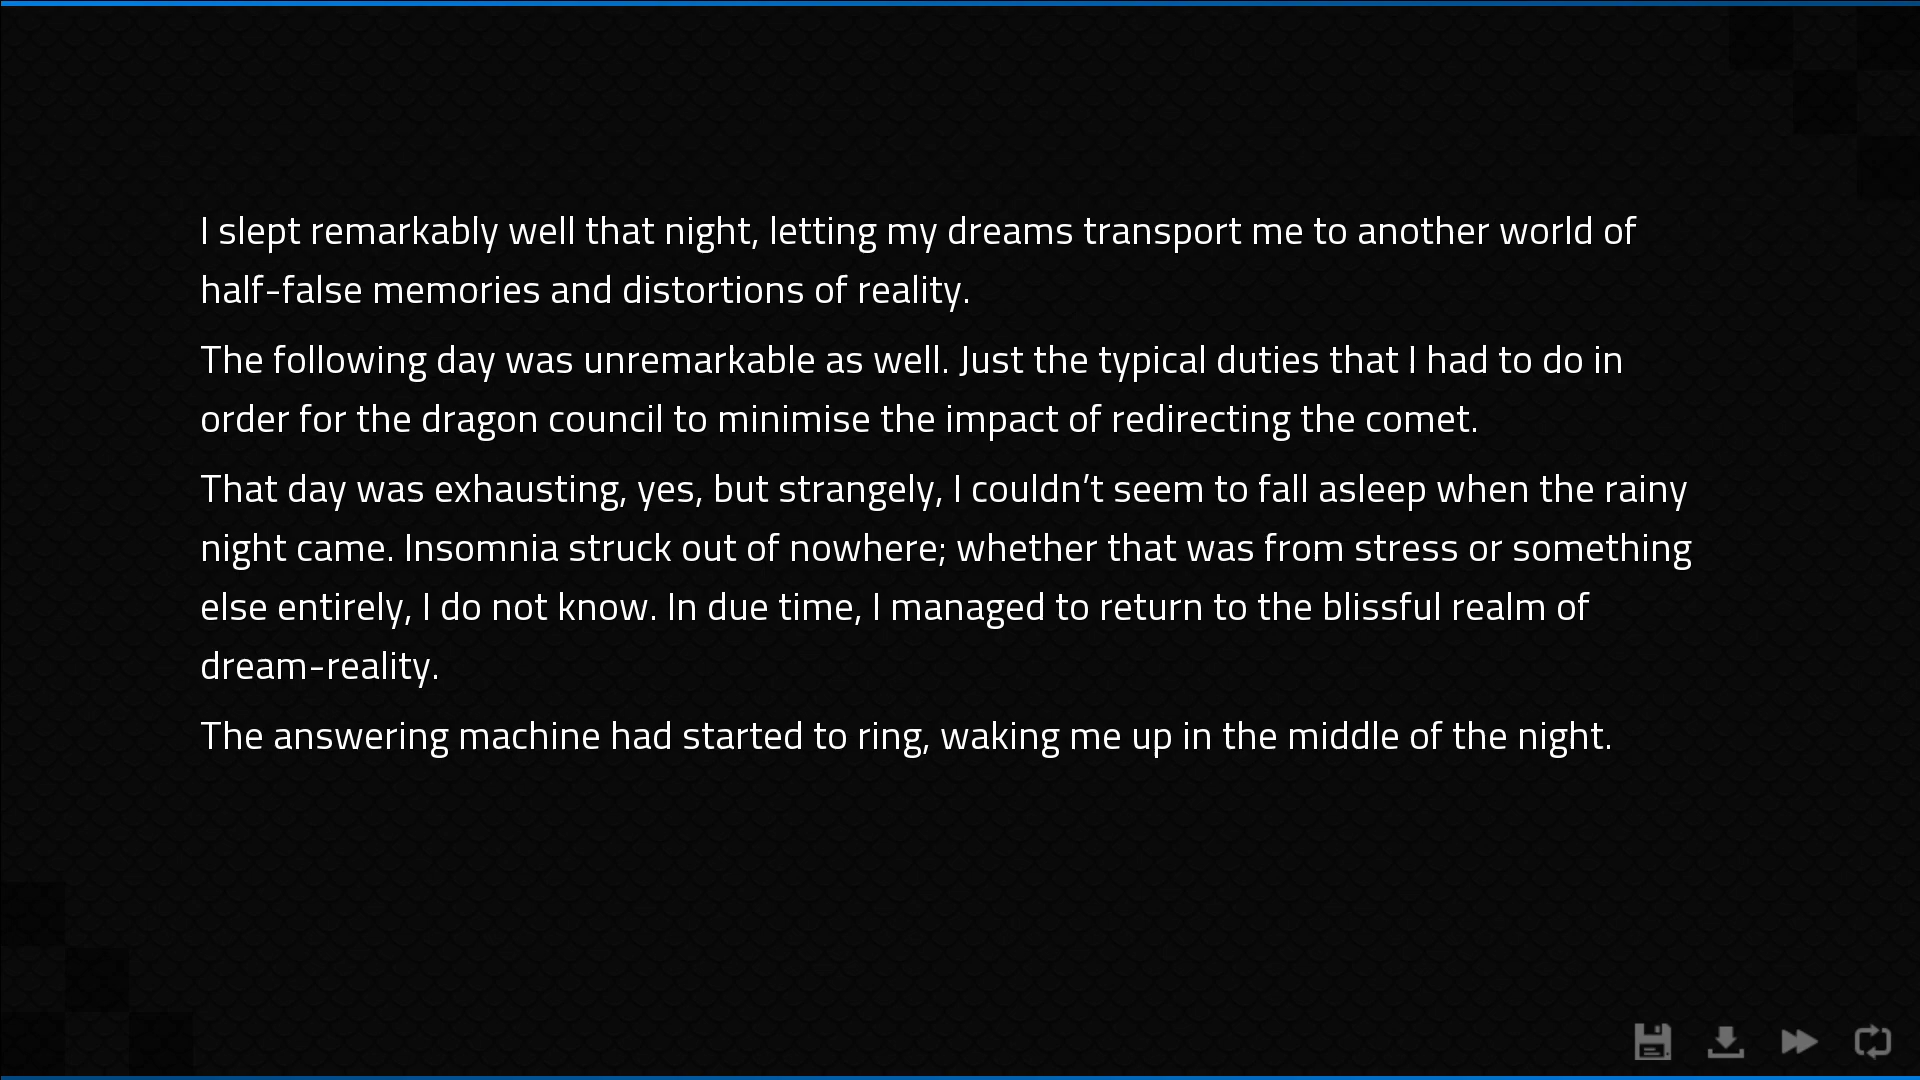 I slept remarkably well that night, letting my dreams transport me to another world of
half-false memories and distortions of reality.
The following day was unremarkable as well. Just the typical duties that I had to do in
order for the dragon council to minimise the impact of redirecting the comet.
That day was exhausting, yes, but strangely, I couldn’t seem to fall asleep when the rainy
night came. Insomnia struck out of nowhere; whether that was from stress or something
else entirely, I do not know. In due time, I managed to return to the blissful realm of
dream-reality.
The answering machine had started to ring, waking me up in the middle of the night.